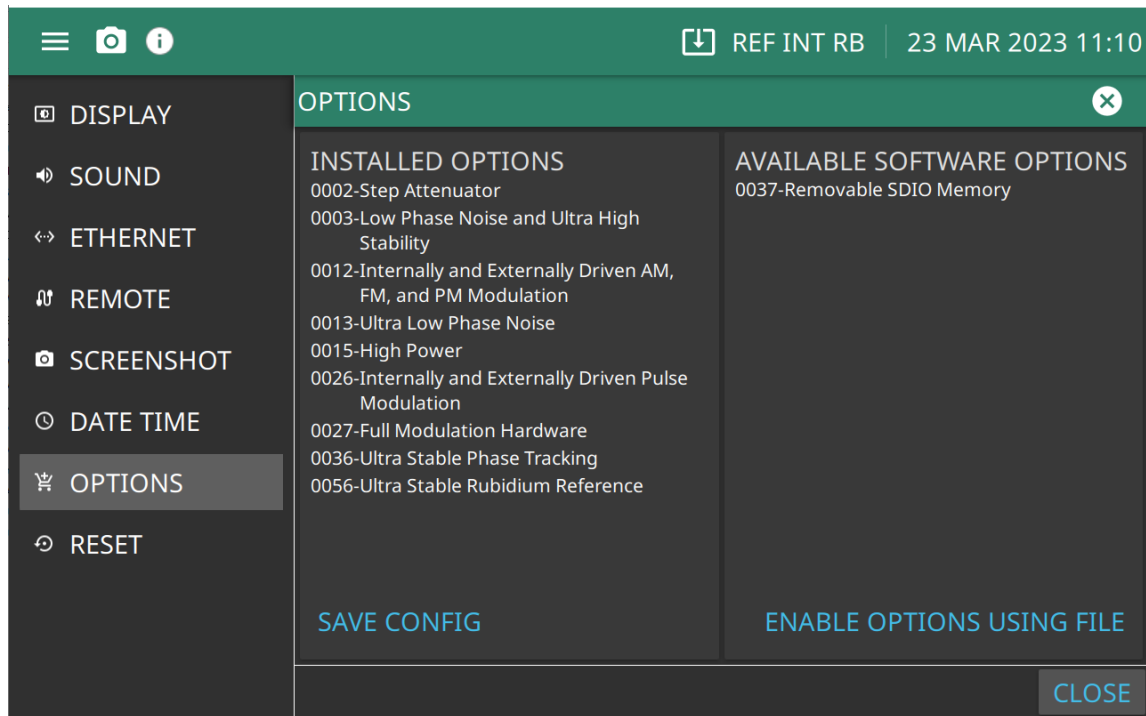 REF INT RB
23 MAR 2023 11:10
DISPLAY
SOUND
ETHERNET
REMOTE
SCREENSHOT
DATE TIME
OPTIONS
RESET
OPTIONS
INSTALLED OPTIONS
0002-Step Attenuator
0003-Low Phase Noise and Ultra High
Stability
0012-Internally and Externally Driven AM,
FM, and PM Modulation
0013-Ultra Low Phase Noise
0015-High Power
0026-Internally and Externally Driven Pulse
Modulation
0027-Full Modulation Hardware
0036-Ultra Stable Phase Tracking
0056-Ultra Stable Rubidium Reference
SAVE CONFIG
AVAILABLE SOFTWARE OPTIONS
0037-Removable SDIO Memory
ENABLE OPTIONS USING FILE
CLOSE